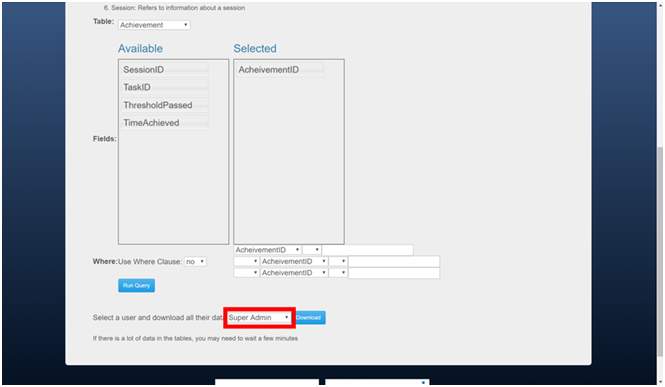 6. Session: Refers to information about a session
Table: Achievement
Available Selected
SessionID AcheivementID
TaskID
ThresholdPassed
TimeAchieved
Fields:
AcheivementID
Where: Use Where Clause: no AcheivementID
AcheivementID
Run Query
Select a user and download all their data Super Admin Download
If there is a lot of data in the tables, you may need to wait a few minutes